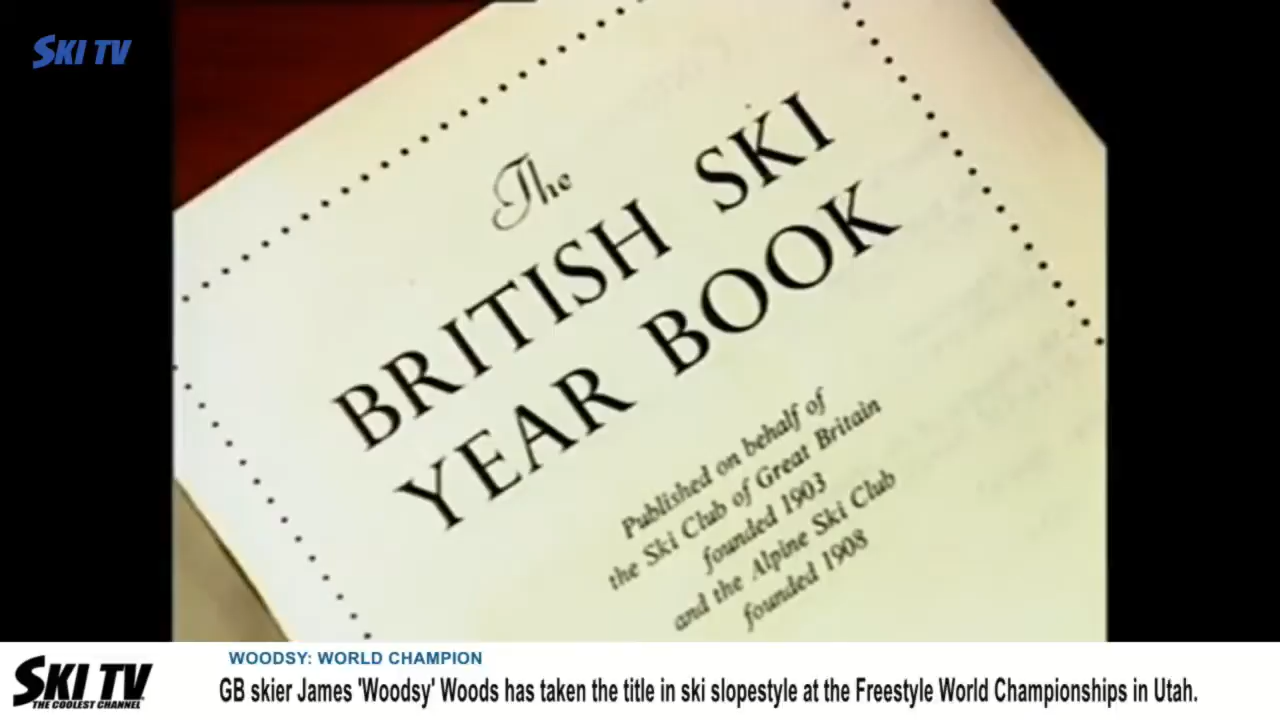 SKI TV
The
BRITISH SKI
YEAR BOOK
Published on behalf of
the Ski Club of Great Britain
founded 1903
and the Alpine Ski Club
founded 1908
WOODSY: WORLD CHAMPION
SKI TV
THE COOLEST CHANNEL
GB skier James 'Woodsy' Woods has taken the title in ski slopestyle at the Freestyle World Championships in Utah.